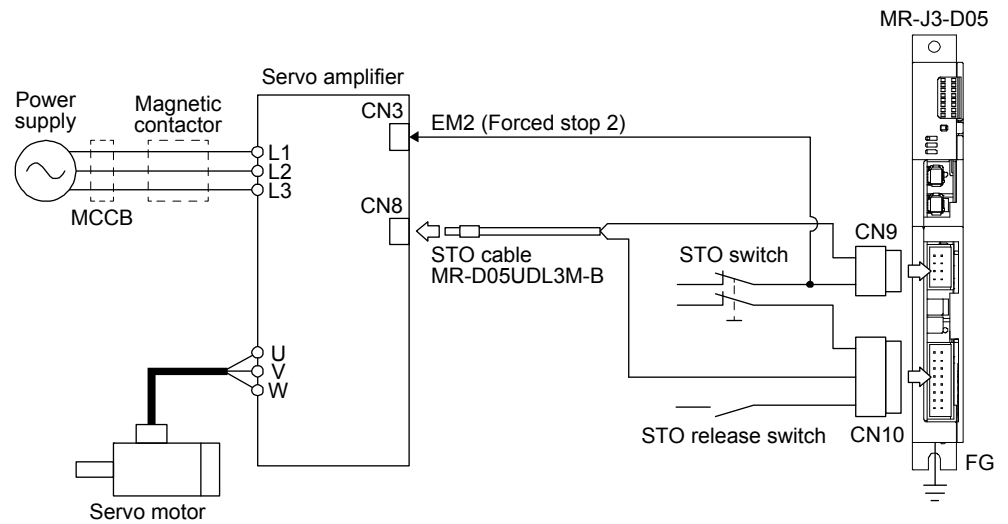 MR-J3-D05
Servo amplifier
Power
supply
Magnetic
contactor
CN3
EM2 (Forced stop 2)
L1
L2
L3
MCCB
CN8
STO cable
MR-D05UDL3M-B
STO switch
CN9
U
V
W
STO release switch
CN10
FG
Servo motor